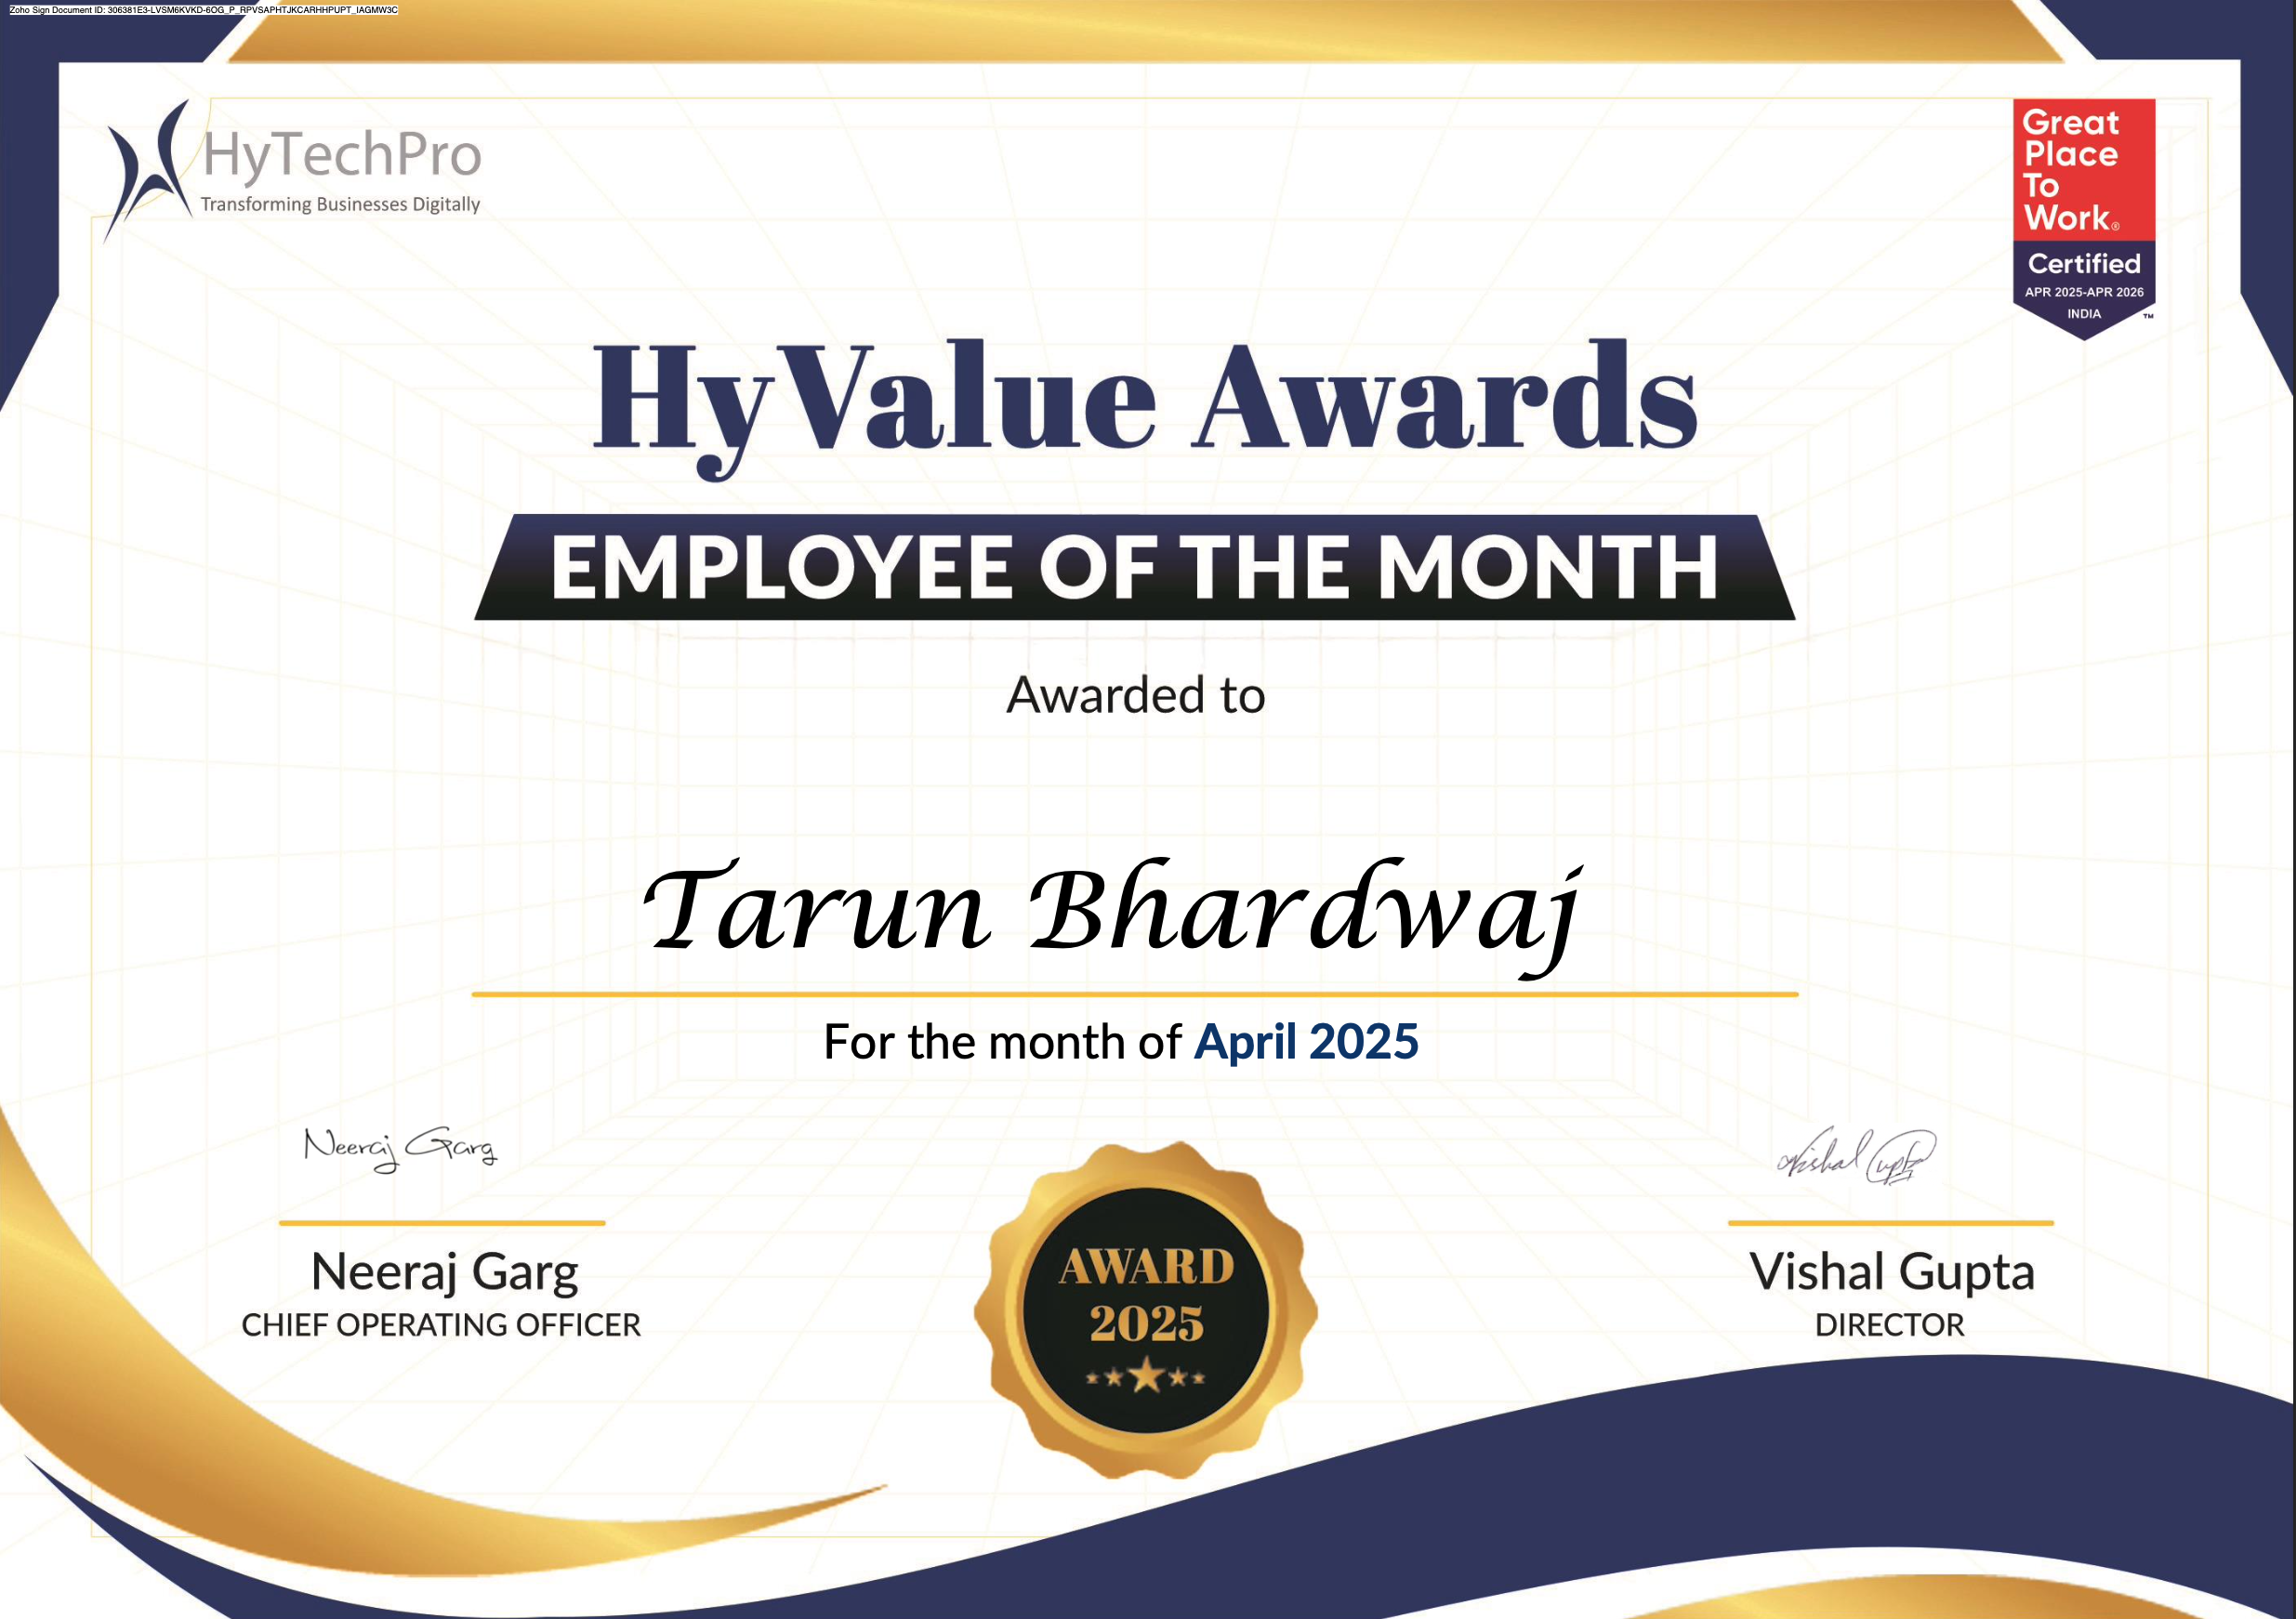 Zoho Sign Document ID: 306381E3-LVSM6KVKD-6OG_P_RPVSAPHTJKCARHHPUPT_IAGMW3C
HyTechPro
Transforming Businesses Digitally
Great
Place
To
Work®
Certified
APR 2025-APR 2026
INDIA
™
HyValue Awards
EMPLOYEE OF THE MONTH
Awarded to
Tarun Bhardwaj
For the month of April 2025
Neeraj Garg
Neeraj Garg
CHIEF OPERATING OFFICER
AWARD
2025
Vishal Gupta
Vishal Gupta
DIRECTOR